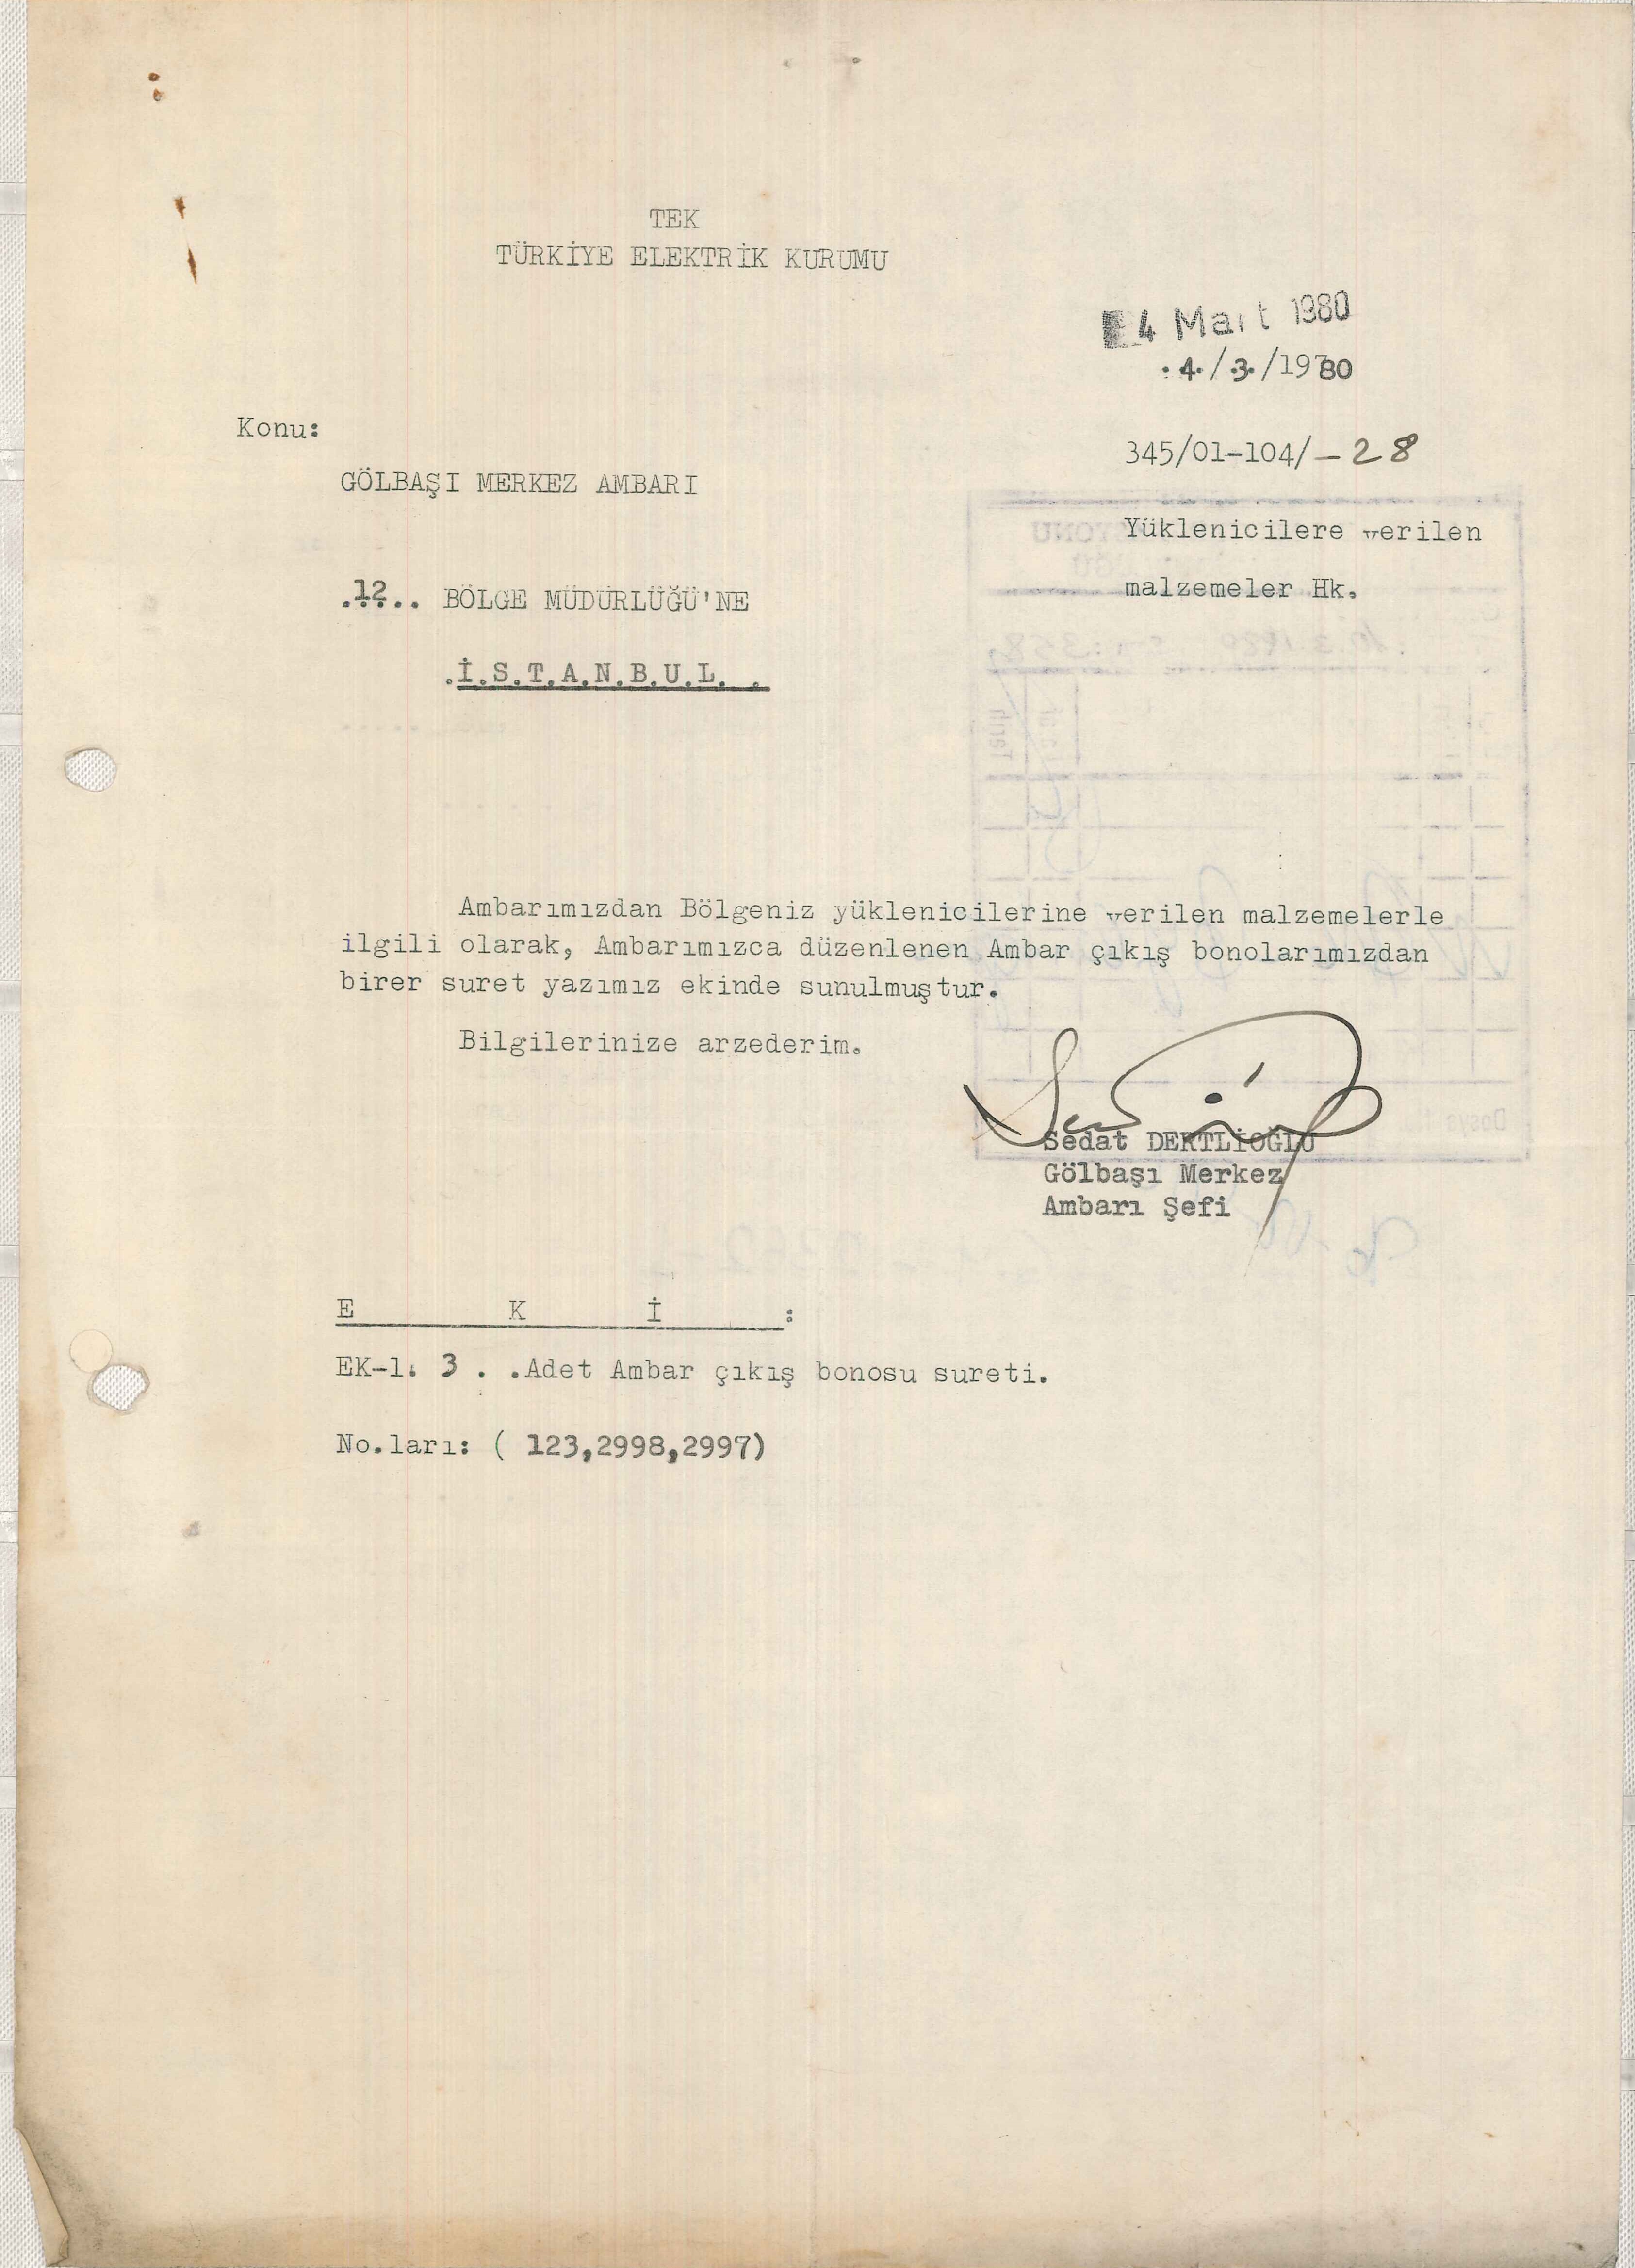 TEK
TÜRKİYE ELEKTRİK KURUMU
4 Mart 1980
.4./.3./1980
Konu:
345/01-104/-28
GÖLBAŞI MERKEZ AMBARI
Yüklenicilere verilen
malzemeler Hk.
.12.. BÖLGE MÜDÜRLÜĞÜ'NE
.İ.S.T.A.N.B.U.L. .
Ambarımızdan Bölgeniz yüklenicilerine verilen malzemelerle
ilgili olarak, Ambarımızca düzenlenen Ambar çıkış bonolarımızdan
birer suret yazımız ekinde sunulmuştur.
Bilgilerinize arzederim.
Sedat DERTLİOĞLU
Gölbaşı Merkez
Ambarı Şefi
E K İ :
EK-1. 3 . .Adet Ambar çıkış bonosu sureti.
No.ları: ( 123,2998,2997)